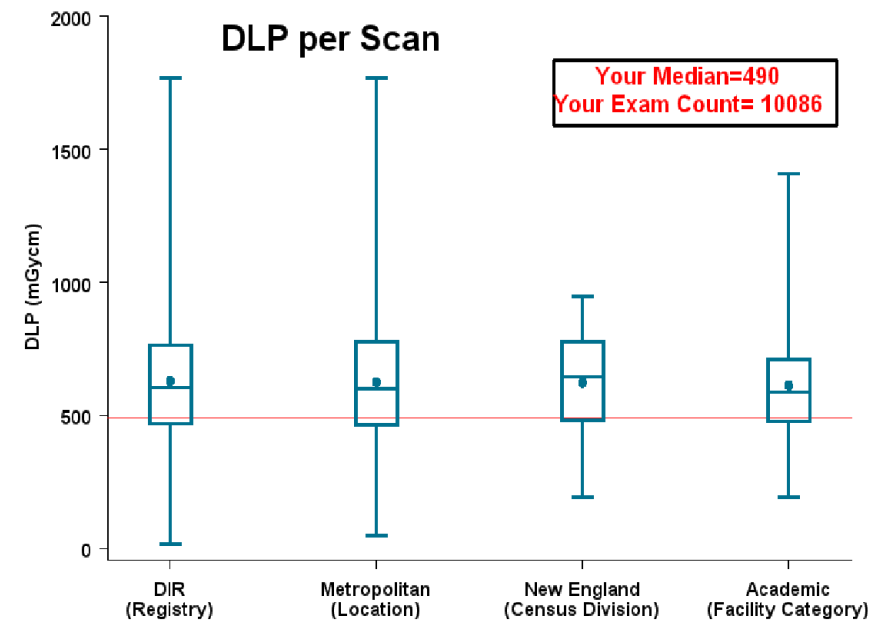 DLP per Scan
Your Median=490
Your Exam Count= 10086
DLP (mGycm)
2000
1500
1000
500
0
DIR
(Registry)
Metropolitan
(Location)
New England
(Census Division)
Academic
(Facility Category)